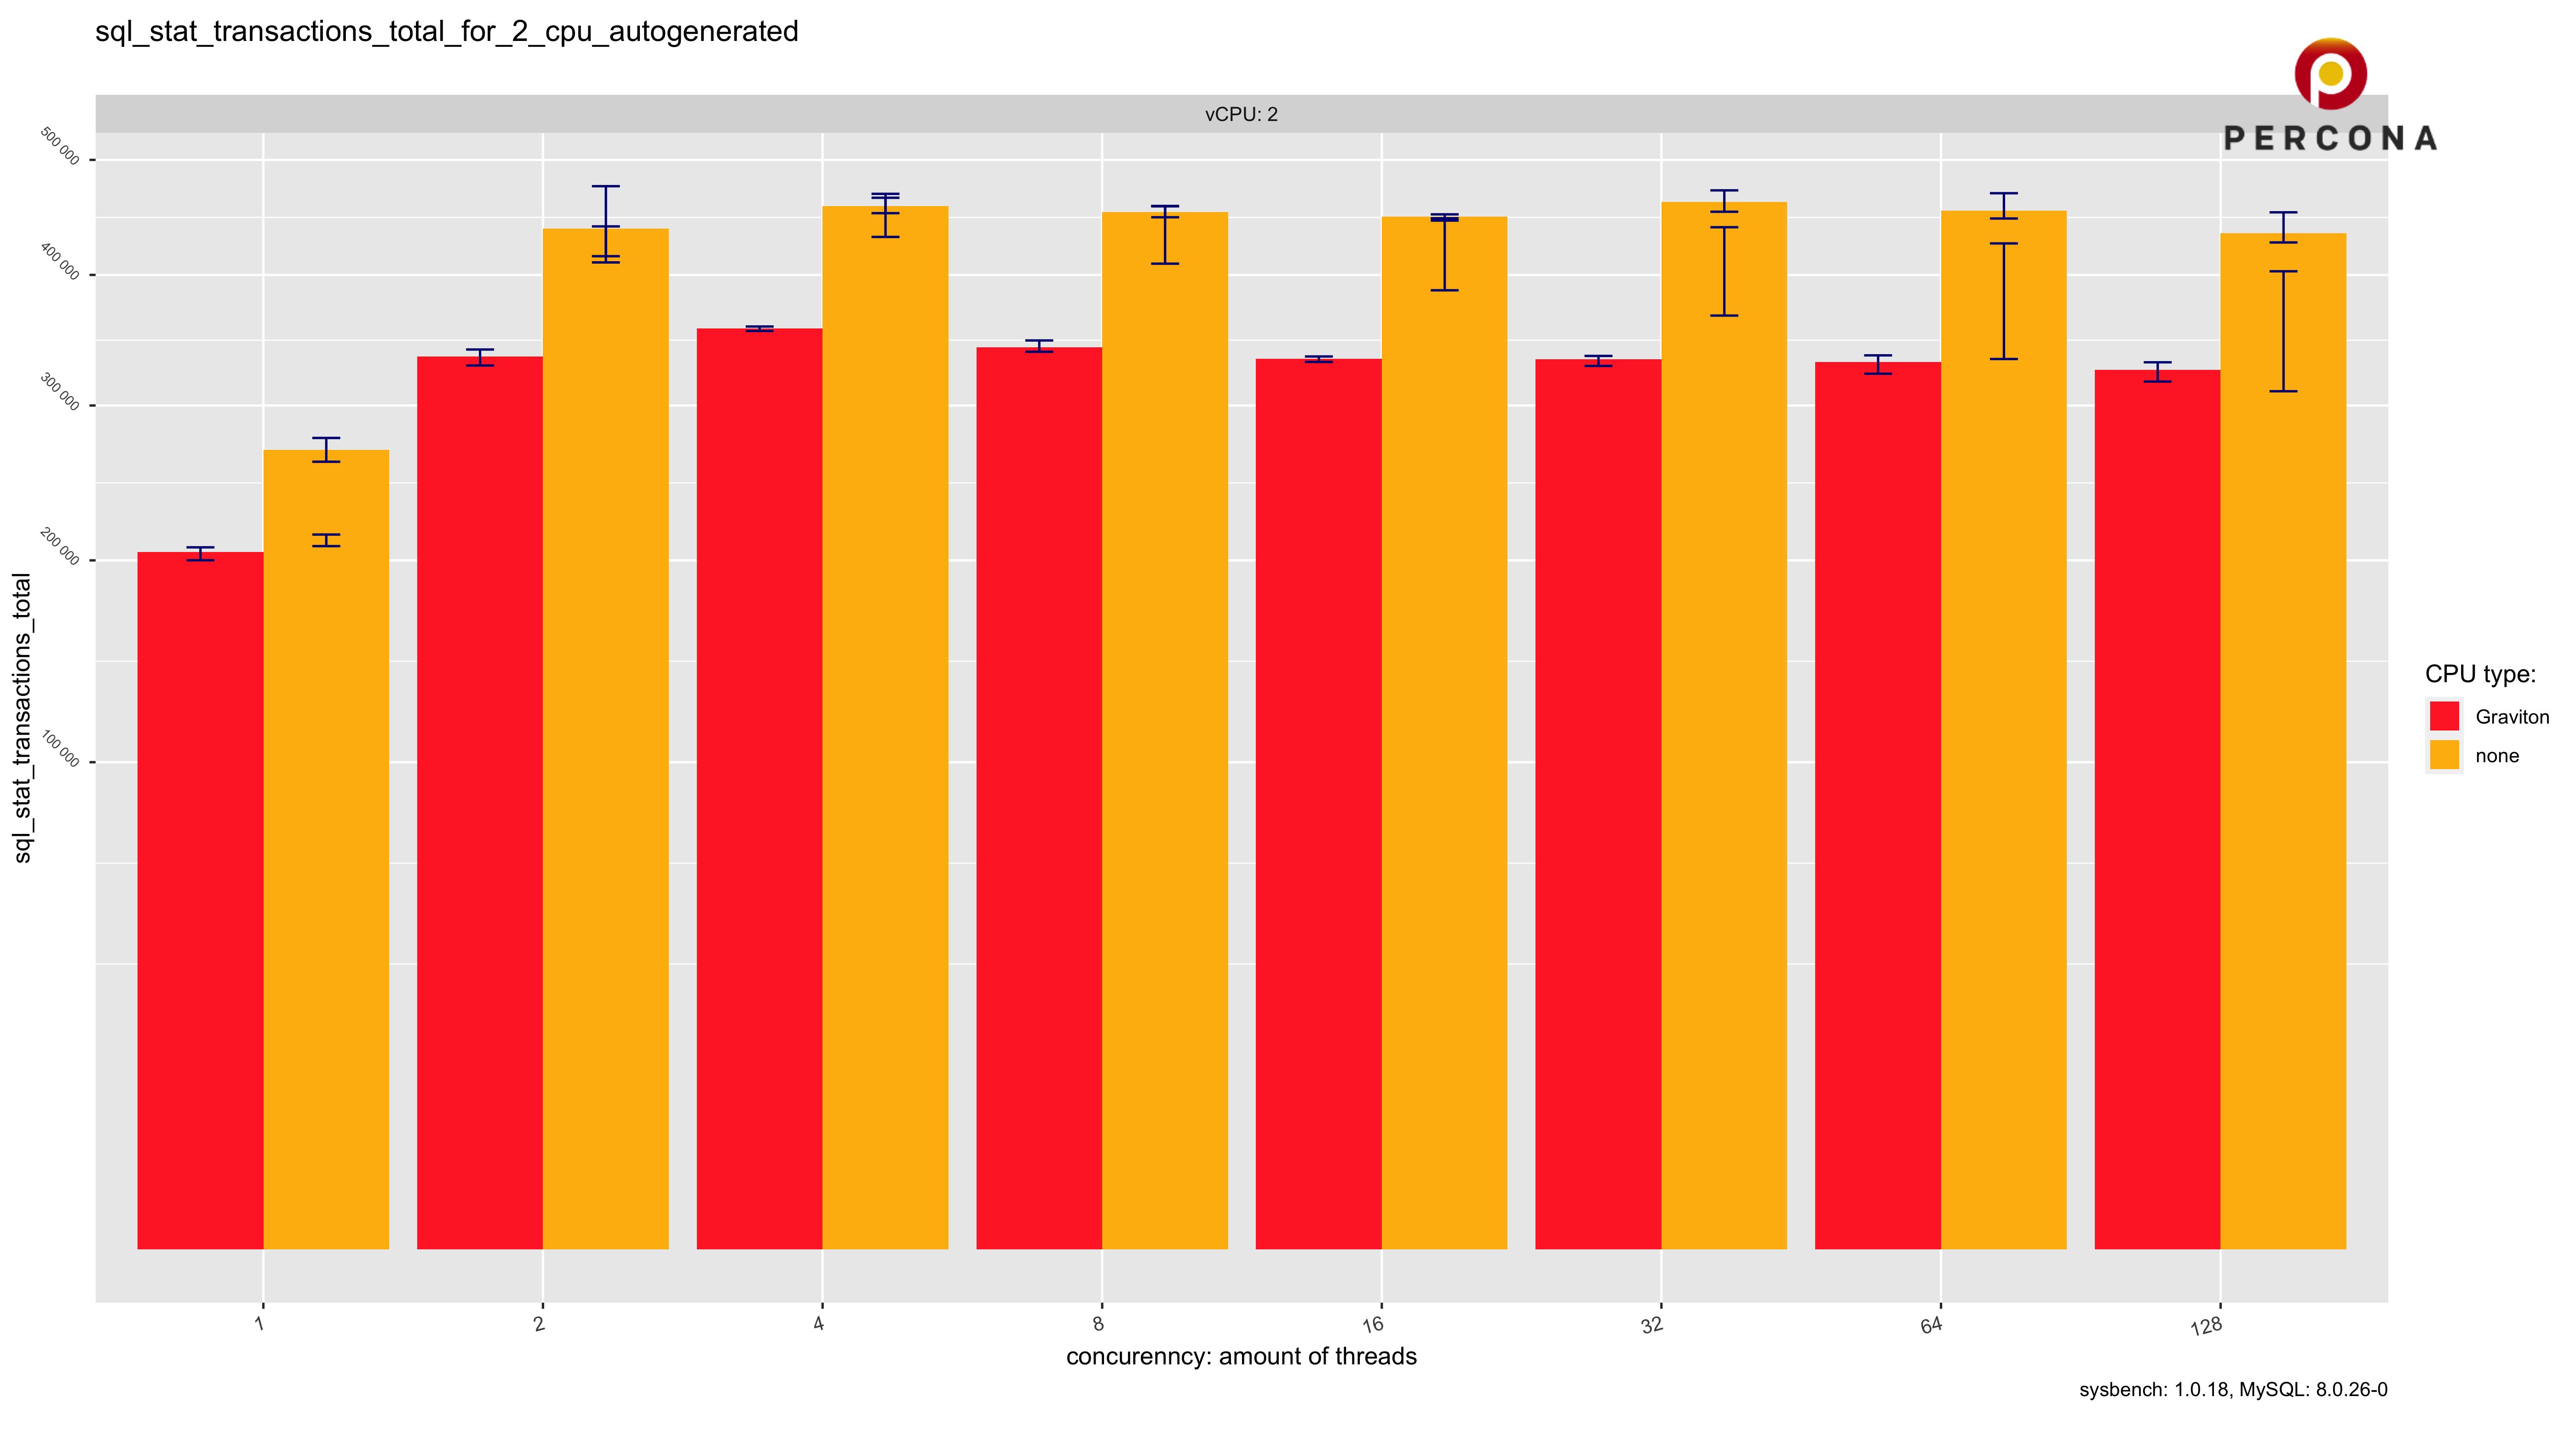 sql_stat_transactions_total_for_2_cpu_autogenerated
PERCONA
vCPU: 2
500 000
400 000
300 000
200 000
100 000
sql_stat_transactions_total
1
2
4
8
16
32
64
128
concurenncy: amount of threads
CPU type:
Graviton
none
sysbench: 1.0.18, MySQL: 8.0.26-0